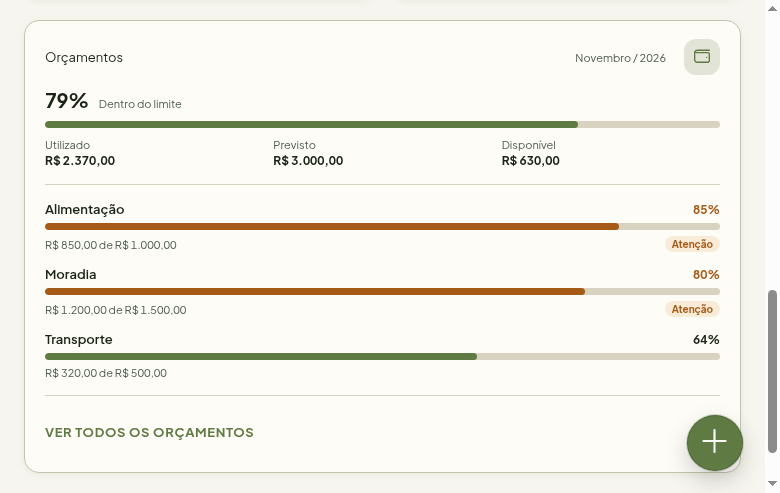 Orçamentos
Novembro / 2026
79% Dentro do limite
Utilizado Previsto Disponível
R$ 2.370,00 R$ 3.000,00 R$ 630,00
Alimentação 85%
R$ 850,00 de R$ 1.000,00 Atenção
Moradia 80%
R$ 1.200,00 de R$ 1.500,00 Atenção
Transporte 64%
R$ 320,00 de R$ 500,00
VER TODOS OS ORÇAMENTOS